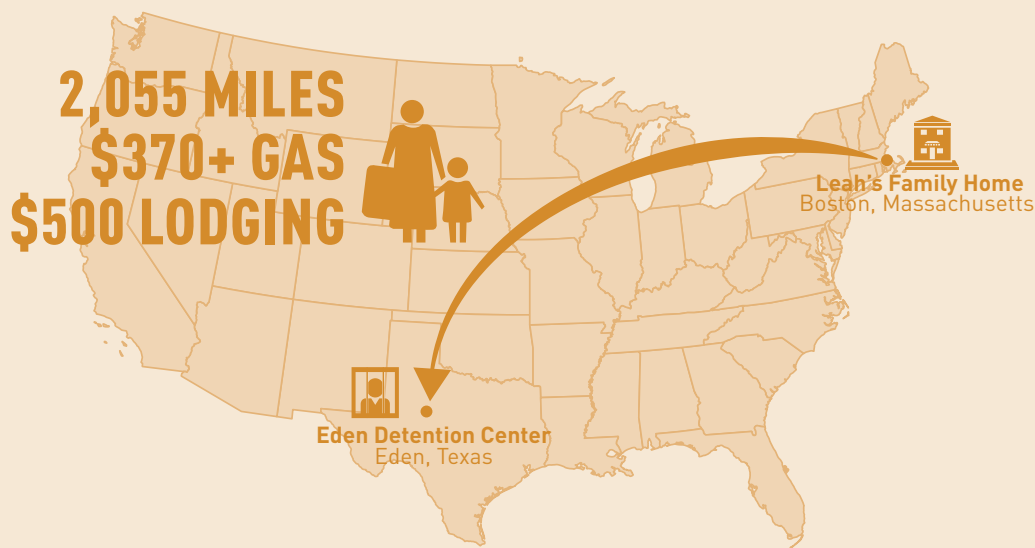 2,055 MILES
$370+ GAS
$500 LODGING
Leah's Family Home
Boston, Massachusetts
Eden Detention Center
Eden, Texas